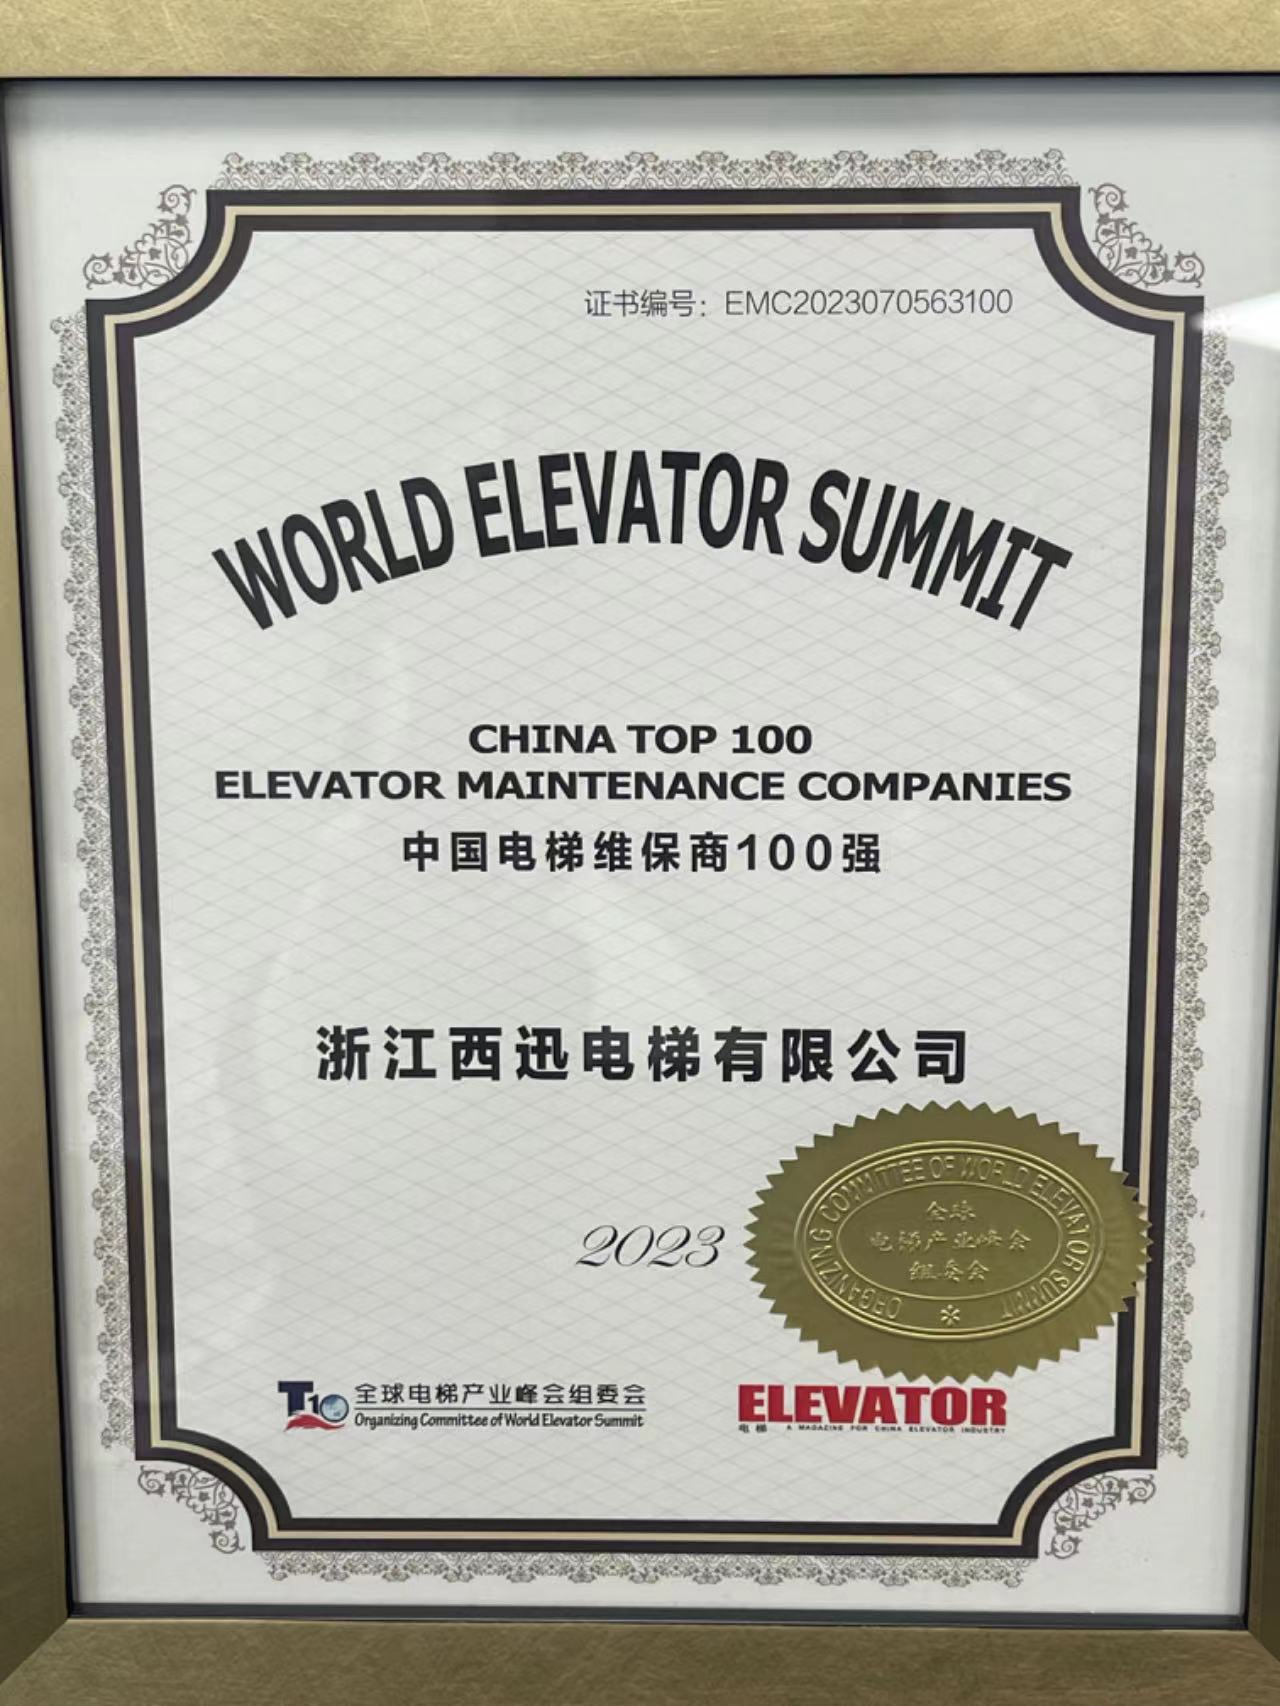 证书编号：EMC2023070563100
WORLD ELEVATOR SUMMIT
CHINA TOP 100
ELEVATOR MAINTENANCE COMPANIES
中国电梯维保商100强
浙江西迅电梯有限公司
2023
ORGANIZING COMMITTEE OF WORLD ELEVATOR SUMMIT
全球
电梯产业峰会
组委会
T10 全球电梯产业峰会组委会
Organizing Committee of World Elevator Summit
ELEVATOR
电梯 A MAGAZINE FOR CHINA ELEVATOR INDUSTRY